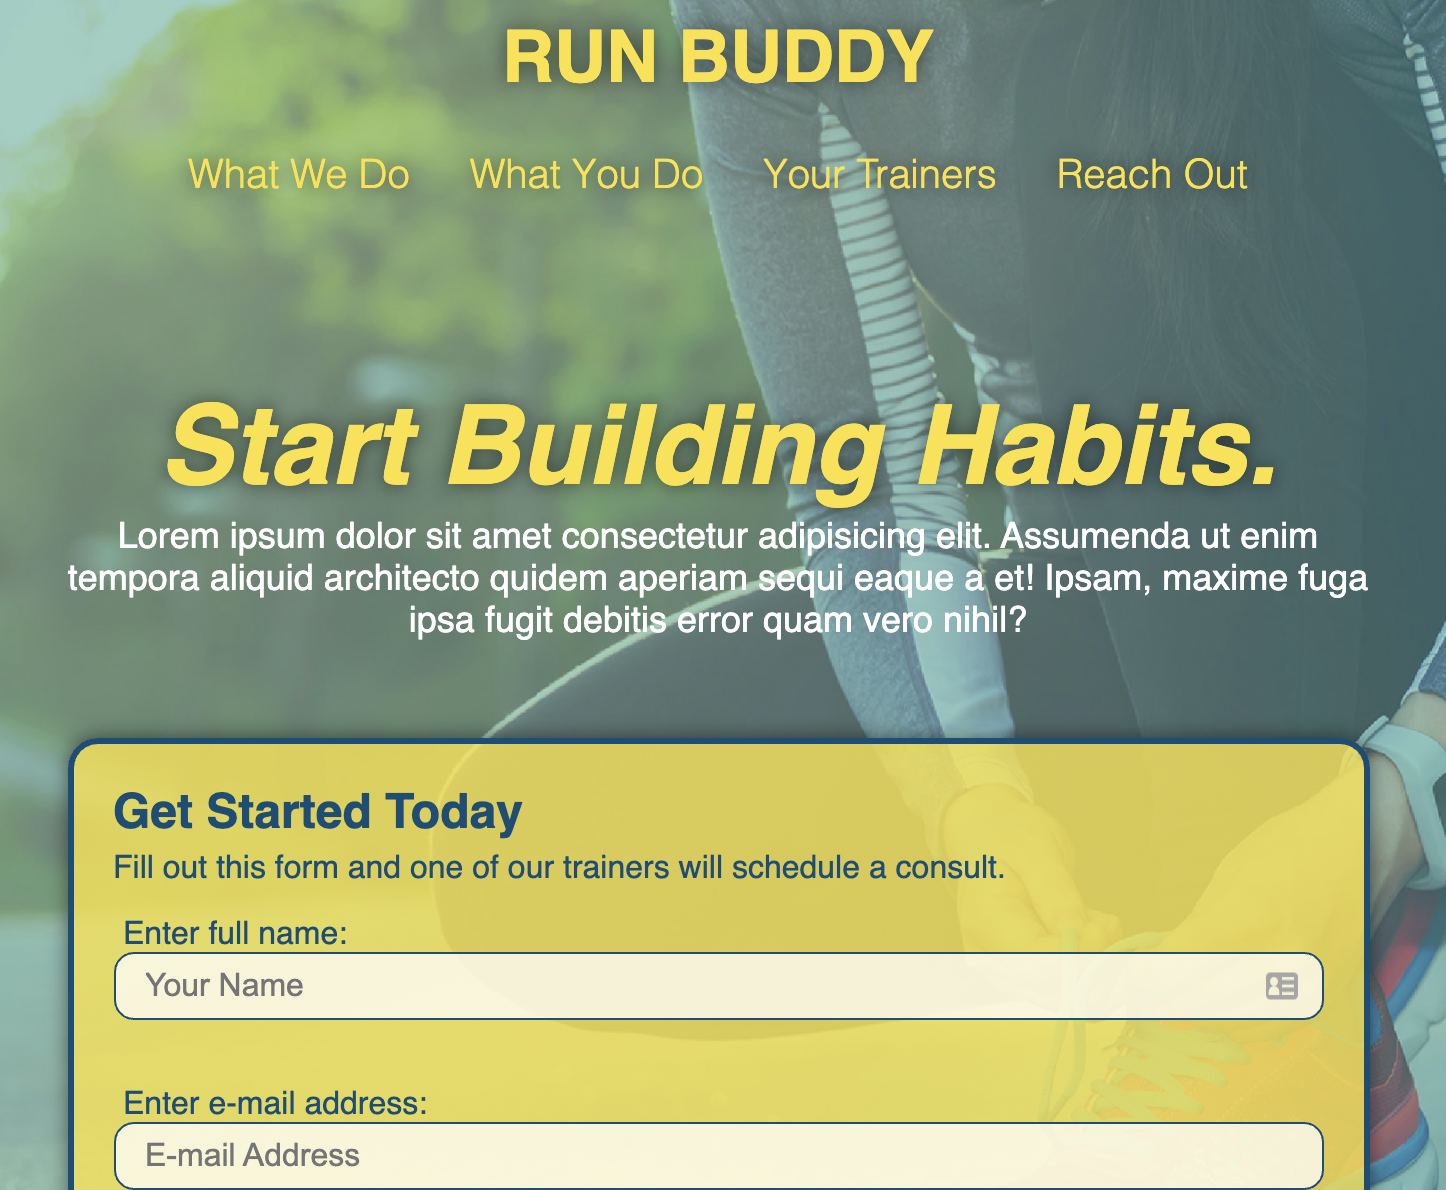 RUN BUDDY
What We Do What You Do Your Trainers Reach Out
Start Building Habits.
Lorem ipsum dolor sit amet consectetur adipisicing elit. Assumenda ut enim
tempora aliquid architecto quidem aperiam sequi eaque a et! Ipsam, maxime fuga
ipsa fugit debitis error quam vero nihil?
Get Started Today
Fill out this form and one of our trainers will schedule a consult.
Enter full name:
Your Name
Enter e-mail address:
E-mail Address